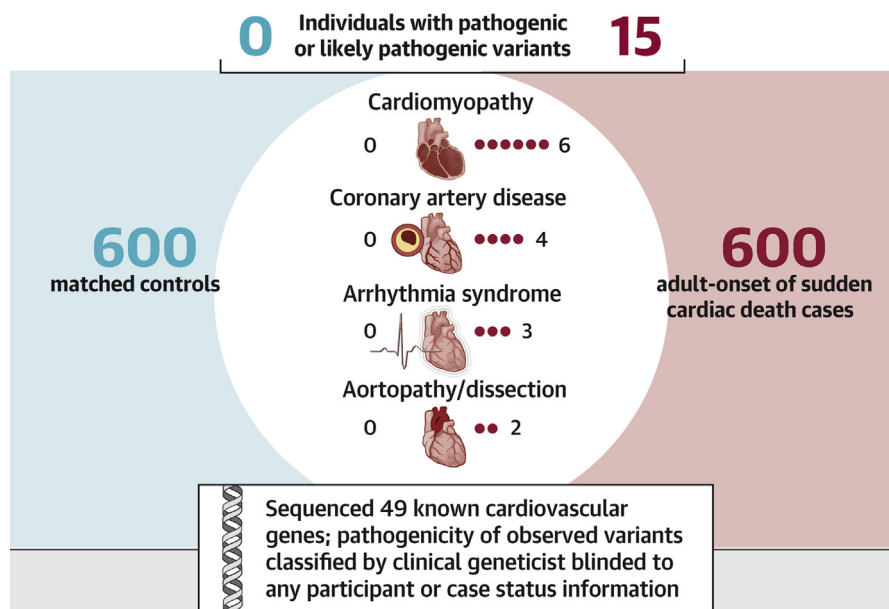 0 Individuals with pathogenic 15
or likely pathogenic variants
Cardiomyopathy
0 6
Coronary artery disease
0 4
600
matched controls
600
adult-onset of sudden
cardiac death cases
Arrhythmia syndrome
0 3
Aortopathy/dissection
0 2
Sequenced 49 known cardiovascular
genes; pathogenicity of observed variants
classified by clinical geneticist blinded to
any participant or case status information